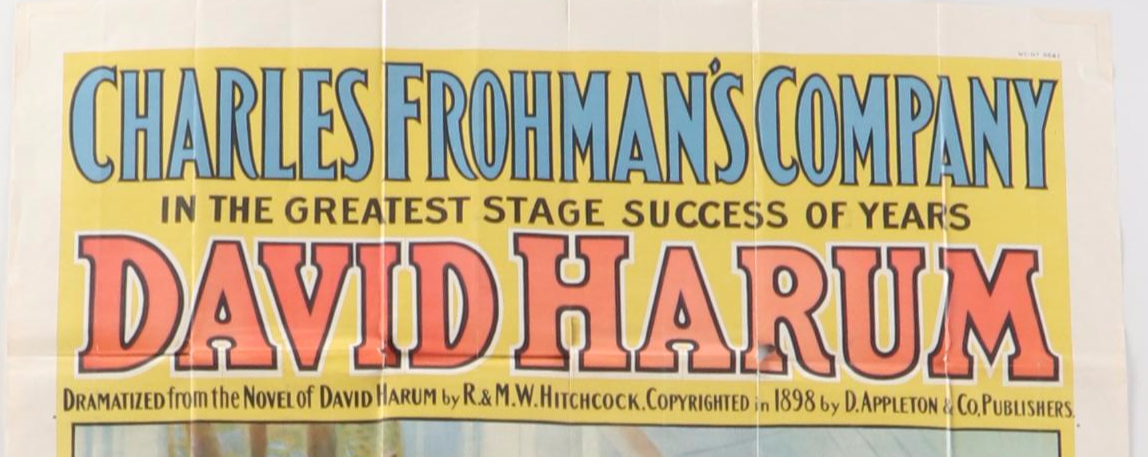 CHARLES FROHMAN'S COMPANY
IN THE GREATEST STAGE SUCCESS OF YEARS
DAVID HARUM
DRAMATIZED from the NOVEL of DAVID HARUM by R. & M. W. HITCHCOCK. COPYRIGHTED in 1898 by D. APPLETON & CO, PUBLISHERS.